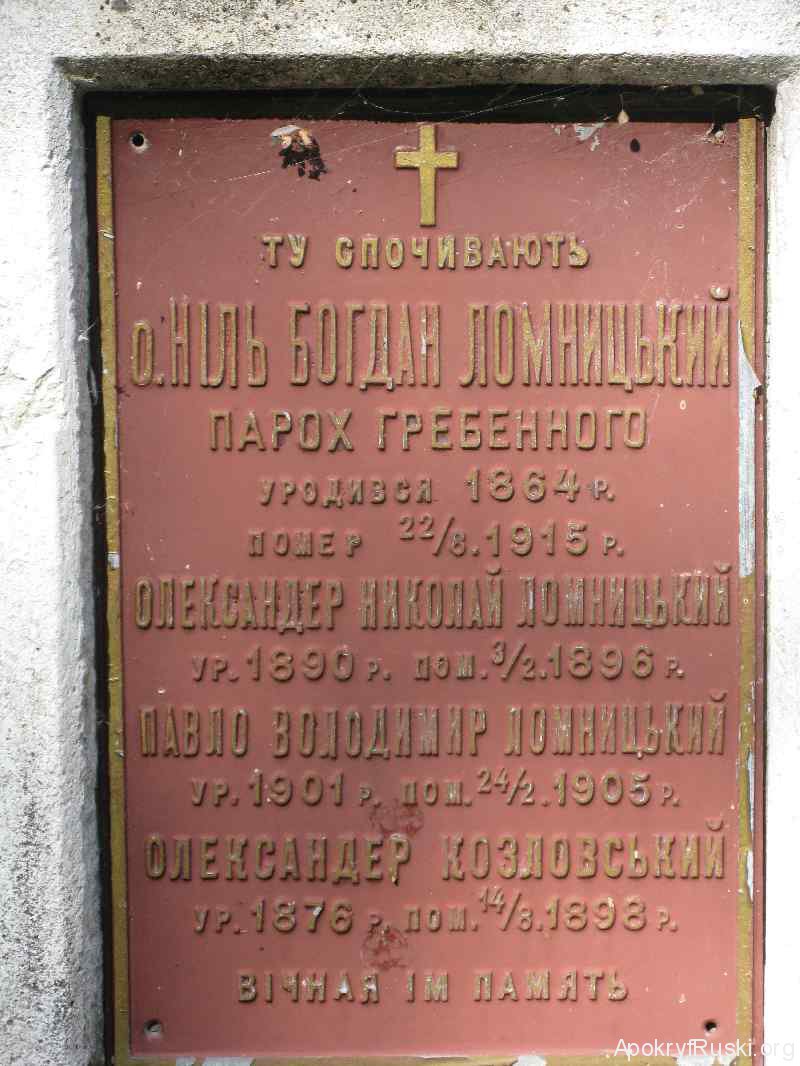 ТУ СПОЧИВАЮТЬ
о. НІЛЬ БОГДАН ЛОМНИЦЬКИЙ
ПАРОХ ГРЕБЕННОГО
УРОДИВСЯ 1864 Р.
ПОМЕР 22/8. 1915 Р.
ОЛЕКСАНДЕР НИКОЛАЙ ЛОМНИЦЬКИЙ
УР. 1890 Р. ПОМ. 3/2. 1896 Р.
ПАВЛО ВОЛОДИМИР ЛОМНИЦЬКИЙ
УР. 1901 Р. ПОМ. 24/2. 1905 Р.
ОЛЕКСАНДЕР КОЗЛОВСЬКИЙ
УР. 1876 Р. ПОМ. 14/8. 1898 Р.
ВІЧНАЯ ІМ ПАМЯТЬ
ApokryfRuski.org